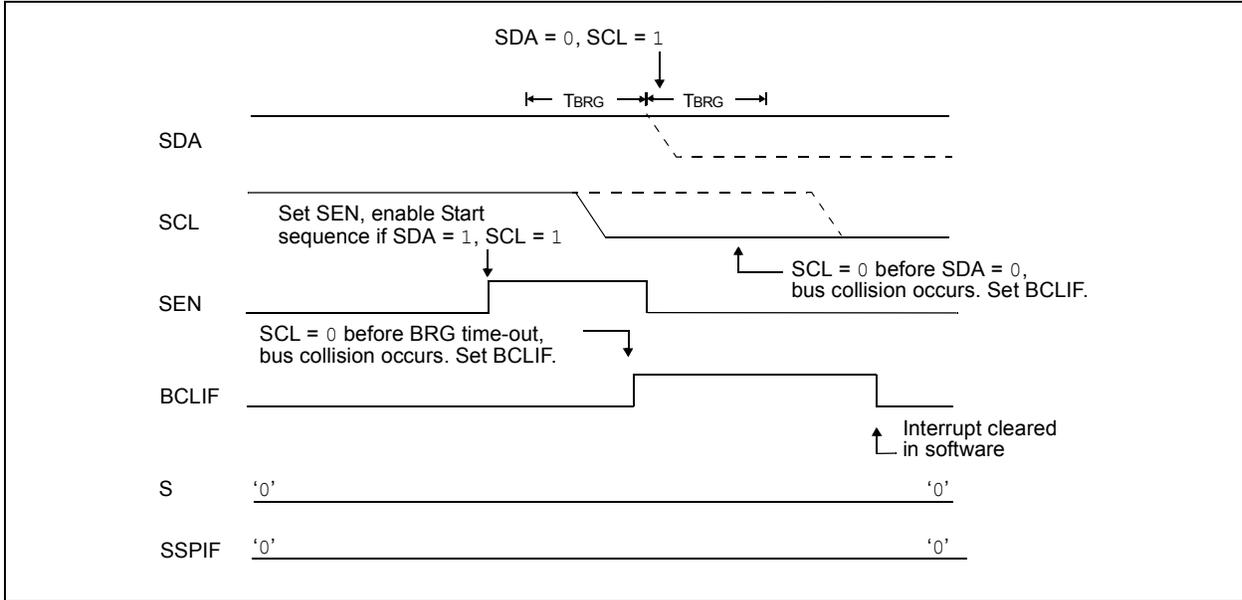 SDA = 0, SCL = 1
TBRG TBRG
SDA
SCL
Set SEN, enable Start
sequence if SDA = 1, SCL = 1
SCL = 0 before SDA = 0,
bus collision occurs. Set BCLIF.
SEN
SCL = 0 before BRG time-out,
bus collision occurs. Set BCLIF.
BCLIF
Interrupt cleared
in software
S ‘0’ ‘0’
SSPIF ‘0’ ‘0’